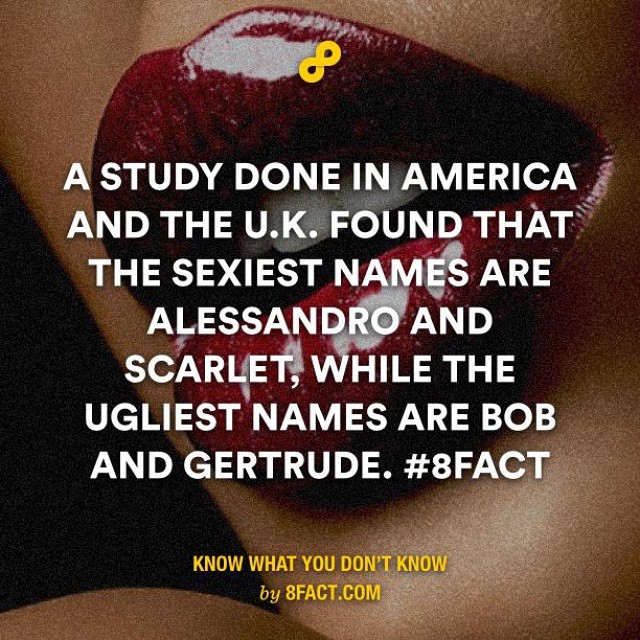 A STUDY DONE IN AMERICA
AND THE U.K. FOUND THAT
THE SEXIEST NAMES ARE
ALESSANDRO AND
SCARLET, WHILE THE
UGLIEST NAMES ARE BOB
AND GERTRUDE. #8FACT
KNOW WHAT YOU DON'T KNOW
by 8FACT.COM